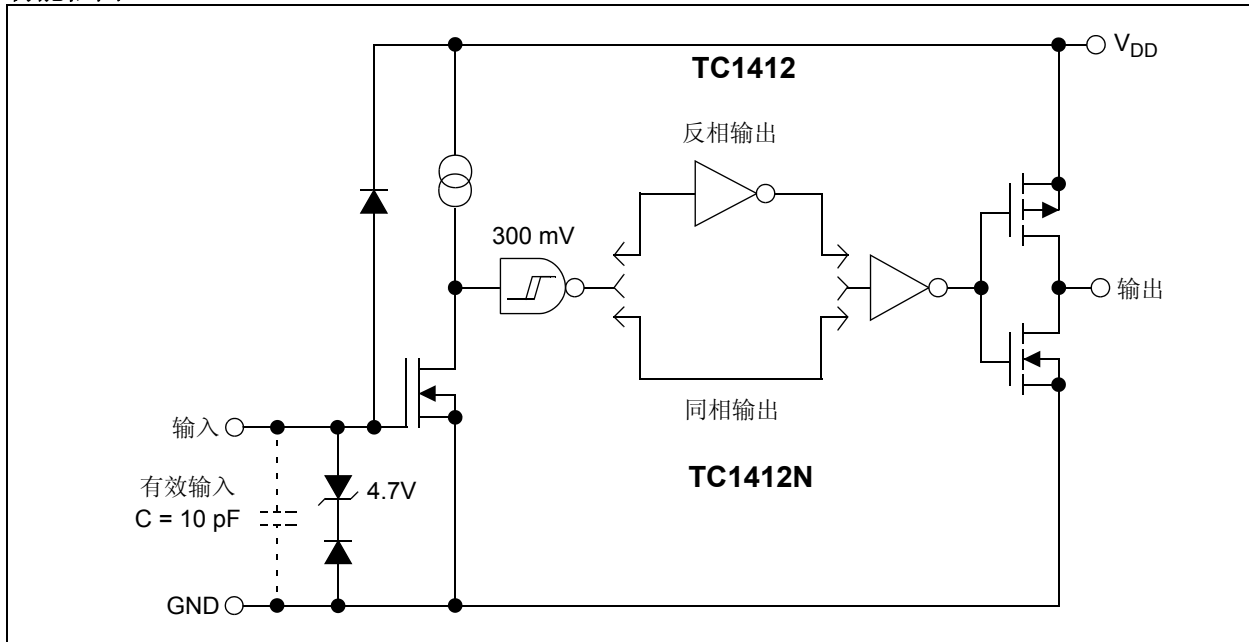 V_DD
TC1412
反相输出
300 mV
输出
输入
同相输出
TC1412N
有效输入
4.7V
C = 10 pF
GND